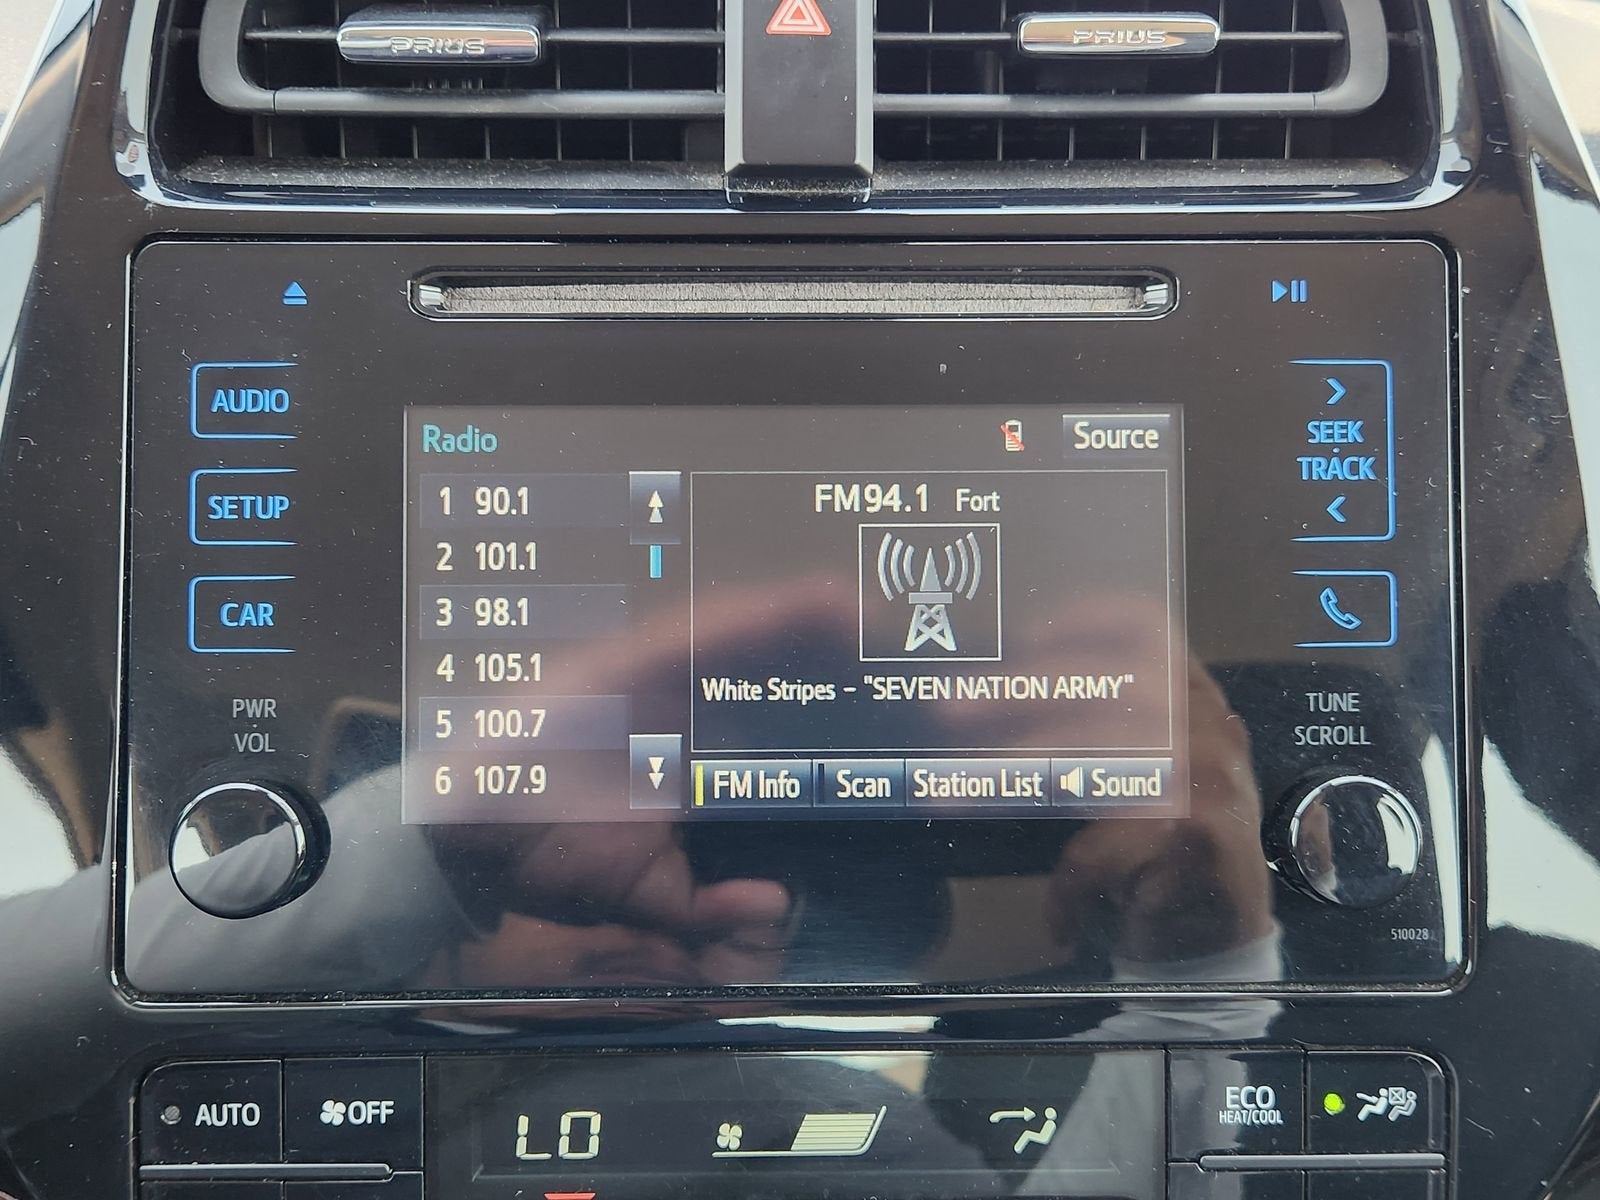 PRIUS
PRIUS
AUDIO
SETUP
CAR
PWR
VOL
Radio
Source
1 90.1
2 101.1
3 98.1
4 105.1
5 100.7
6 107.9
FM94.1 Fort
White Stripes - "SEVEN NATION ARMY"
FM Info
Scan
Station List
Sound
SEEK
TRACK
TUNE
SCROLL
510028
AUTO
OFF
LO
ECO
HEAT/COOL